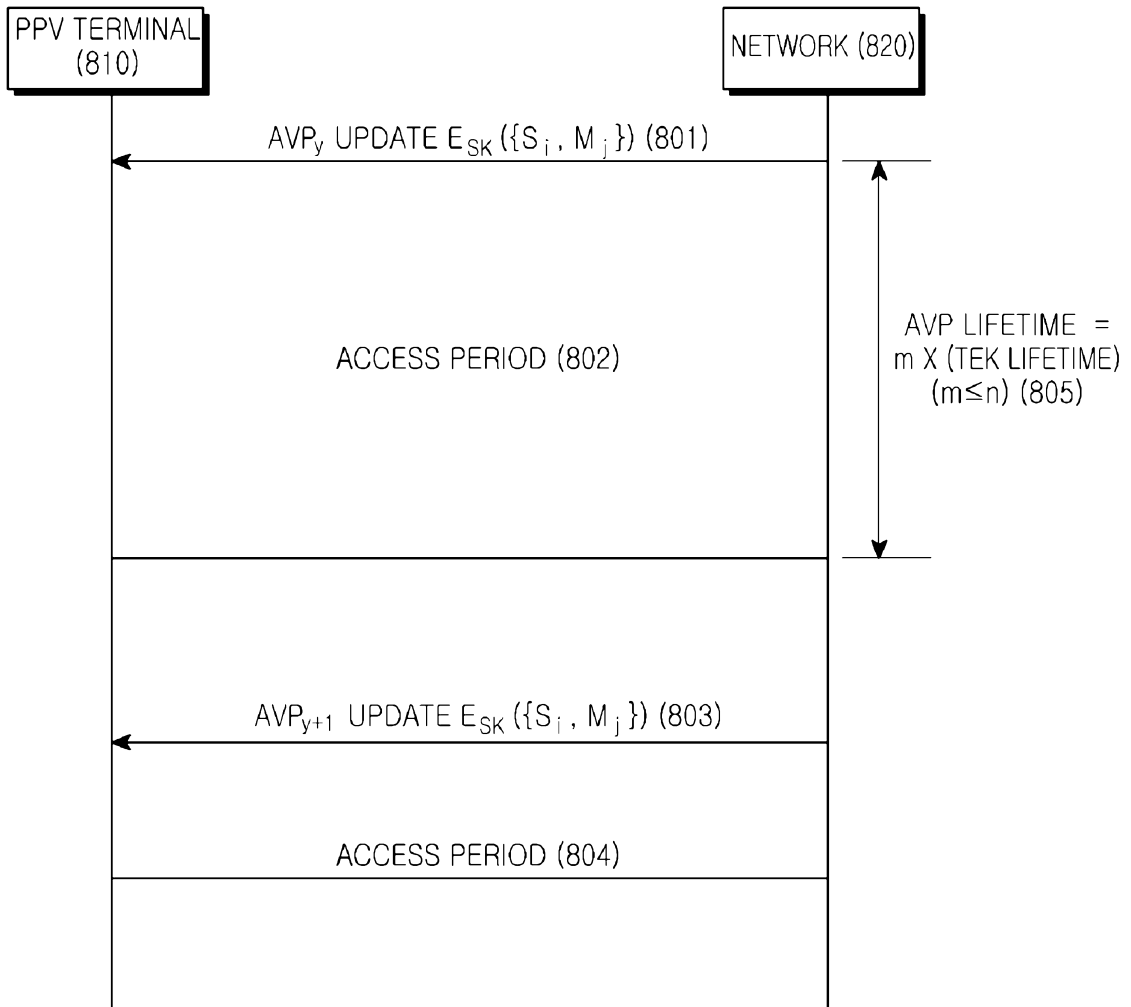 PPV TERMINAL
(810)
NETWORK (820)
AVPy UPDATE ESK ({Si , Mj }) (801)
ACCESS PERIOD (802)
AVP LIFETIME =
m X (TEK LIFETIME)
(m≤n) (805)
AVPy+1 UPDATE ESK ({Si , Mj }) (803)
ACCESS PERIOD (804)